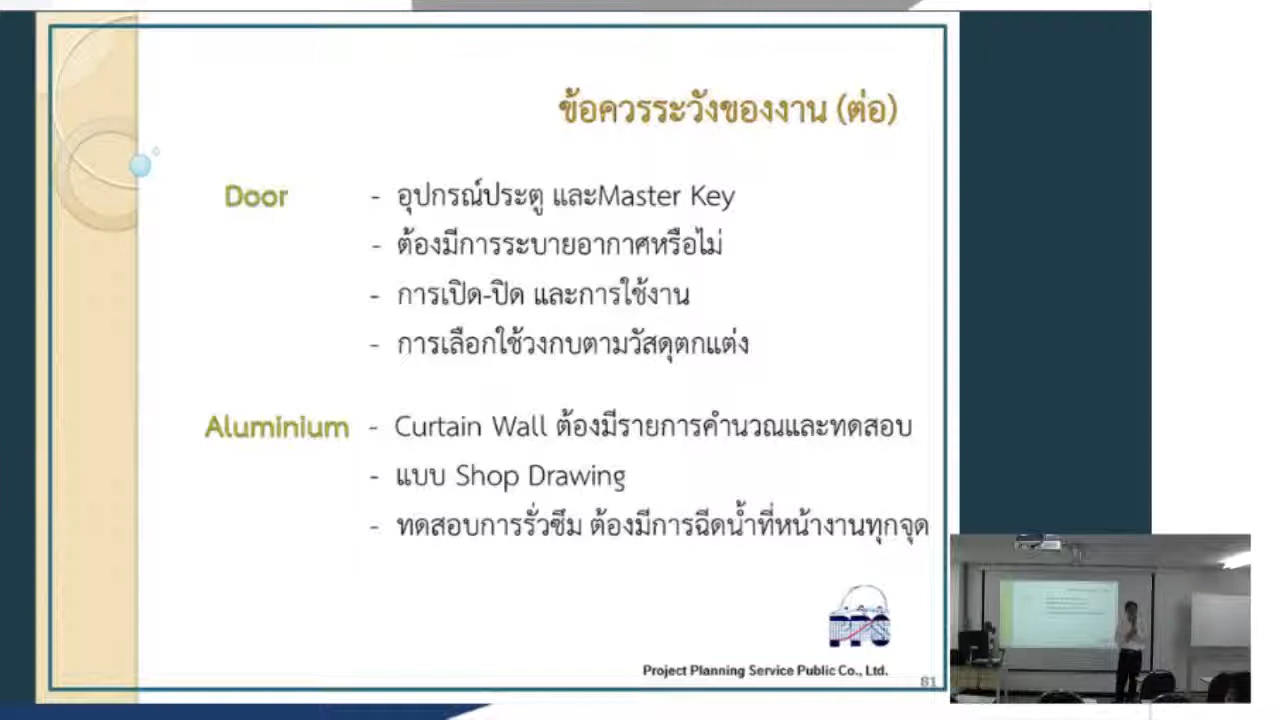 ข้อควรระวังของงาน (ต่อ)
Door - อุปกรณ์ประตู และMaster Key
- ต้องมีการระบายอากาศหรือไม่
- การเปิด-ปิด และการใช้งาน
- การเลือกใช้วงกบตามวัสดุตกแต่ง
Aluminium - Curtain Wall ต้องมีรายการคำนวณและทดสอบ
- แบบ Shop Drawing
- ทดสอบการรั่วซึม ต้องมีการฉีดน้ำที่หน้างานทุกจุด
PPS
Project Planning Service Public Co., Ltd.
81